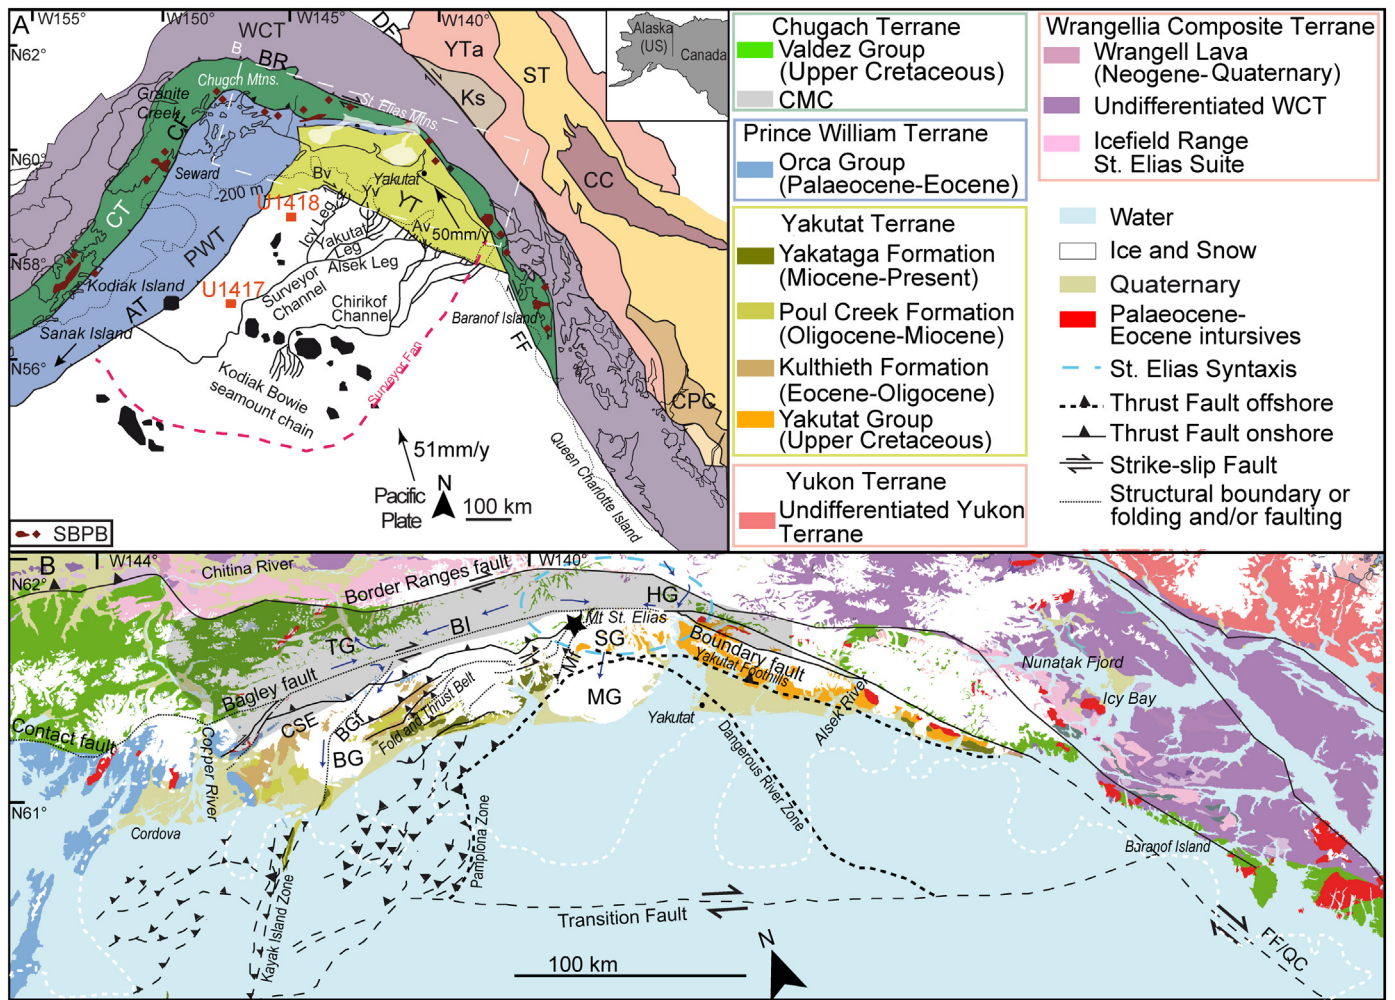 A
W155°
W150°
W145°
W140°
N62°
N60°
N58°
N56°
WCT
DF
B
BR
YTa
ST
Ks
CC
CPC
Alaska
(US)
Canada
Chugch Mtns.
St. Elias Mtns.
Granite
Creek
CF
Seward
-200 m
U1418
Bv
Yv
Yakutat
YT
Av
50mm/y
CT
PWT
Icy Leg
Yakutat
Leg
Alsek Leg
Surveyor
Channel
Chirikof
Channel
U1417
Kodiak Island
AT
Sanak Island
Baranof Island
FF
Surveyor Fan
Kodiak Bowie
seamount chain
51mm/y
Pacific
Plate
N
100 km
Queen Charlotte Island
SBPB
Chugach Terrane
Valdez Group
(Upper Cretaceous)
CMC
Prince William Terrane
Orca Group
(Palaeocene-Eocene)
Yakutat Terrane
Yakataga Formation
(Miocene-Present)
Poul Creek Formation
(Oligocene-Miocene)
Kulthieth Formation
(Eocene-Oligocene)
Yakutat Group
(Upper Cretaceous)
Yukon Terrane
Undifferentiated Yukon
Terrane
Wrangellia Composite Terrane
Wrangell Lava
(Neogene-Quaternary)
Undifferentiated WCT
Icefield Range
St. Elias Suite
Water
Ice and Snow
Quaternary
Palaeocene-
Eocene intursives
St. Elias Syntaxis
Thrust Fault offshore
Thrust Fault onshore
Strike-slip Fault
Structural boundary or
folding and/or faulting
B
W144°
W140°
N62°
N61°
Chitina River
Border Ranges fault
HG
Mt St. Elias
BI
TG
SG
Boundary fault
Yakutat Foothills
Bagley fault
CSE
BGt
BG
Fold and Thrust Belt
MG
Yakutat
Alsek River
Nunatak Fjord
Icy Bay
Contact fault
Copper River
Cordova
Dangerous River Zone
Pamplona Zone
Kayak Island Zone
Baranof Island
Transition Fault
FF/QC
100 km
N